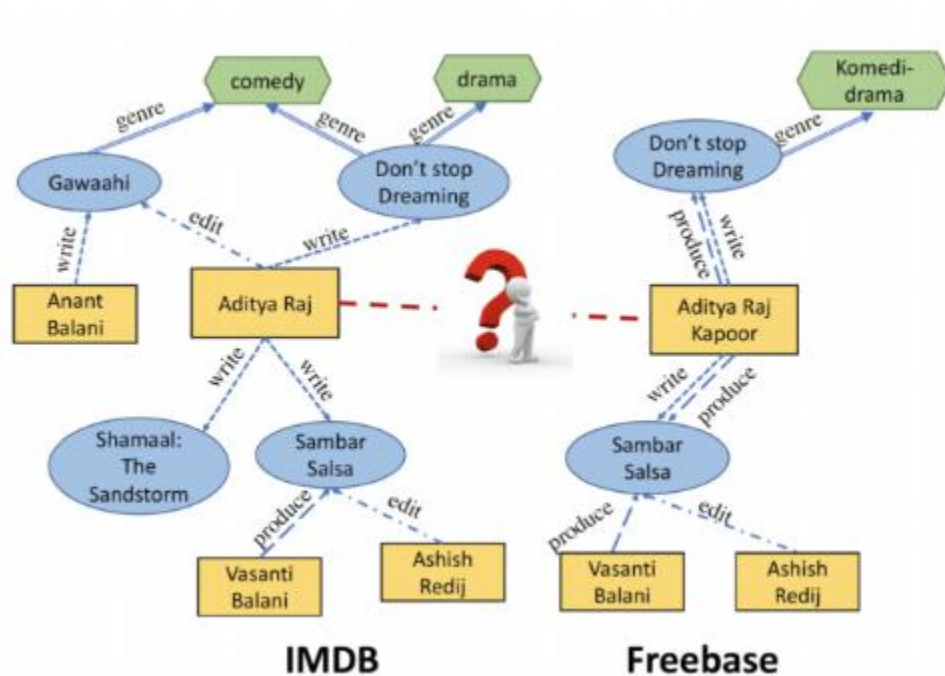 comedy
drama
Komedi-
drama
genre
genre
genre
genre
Gawaahi
Don't stop
Dreaming
Don't stop
Dreaming
write
edit
write
produce
write
Anant
Balani
Aditya Raj
?
Aditya Raj
Kapoor
write
write
write
produce
Shamaal:
The
Sandstorm
Sambar
Salsa
Sambar
Salsa
produce
edit
produce
edit
Vasanti
Balani
Ashish
Redij
Vasanti
Balani
Ashish
Redij
IMDB
Freebase